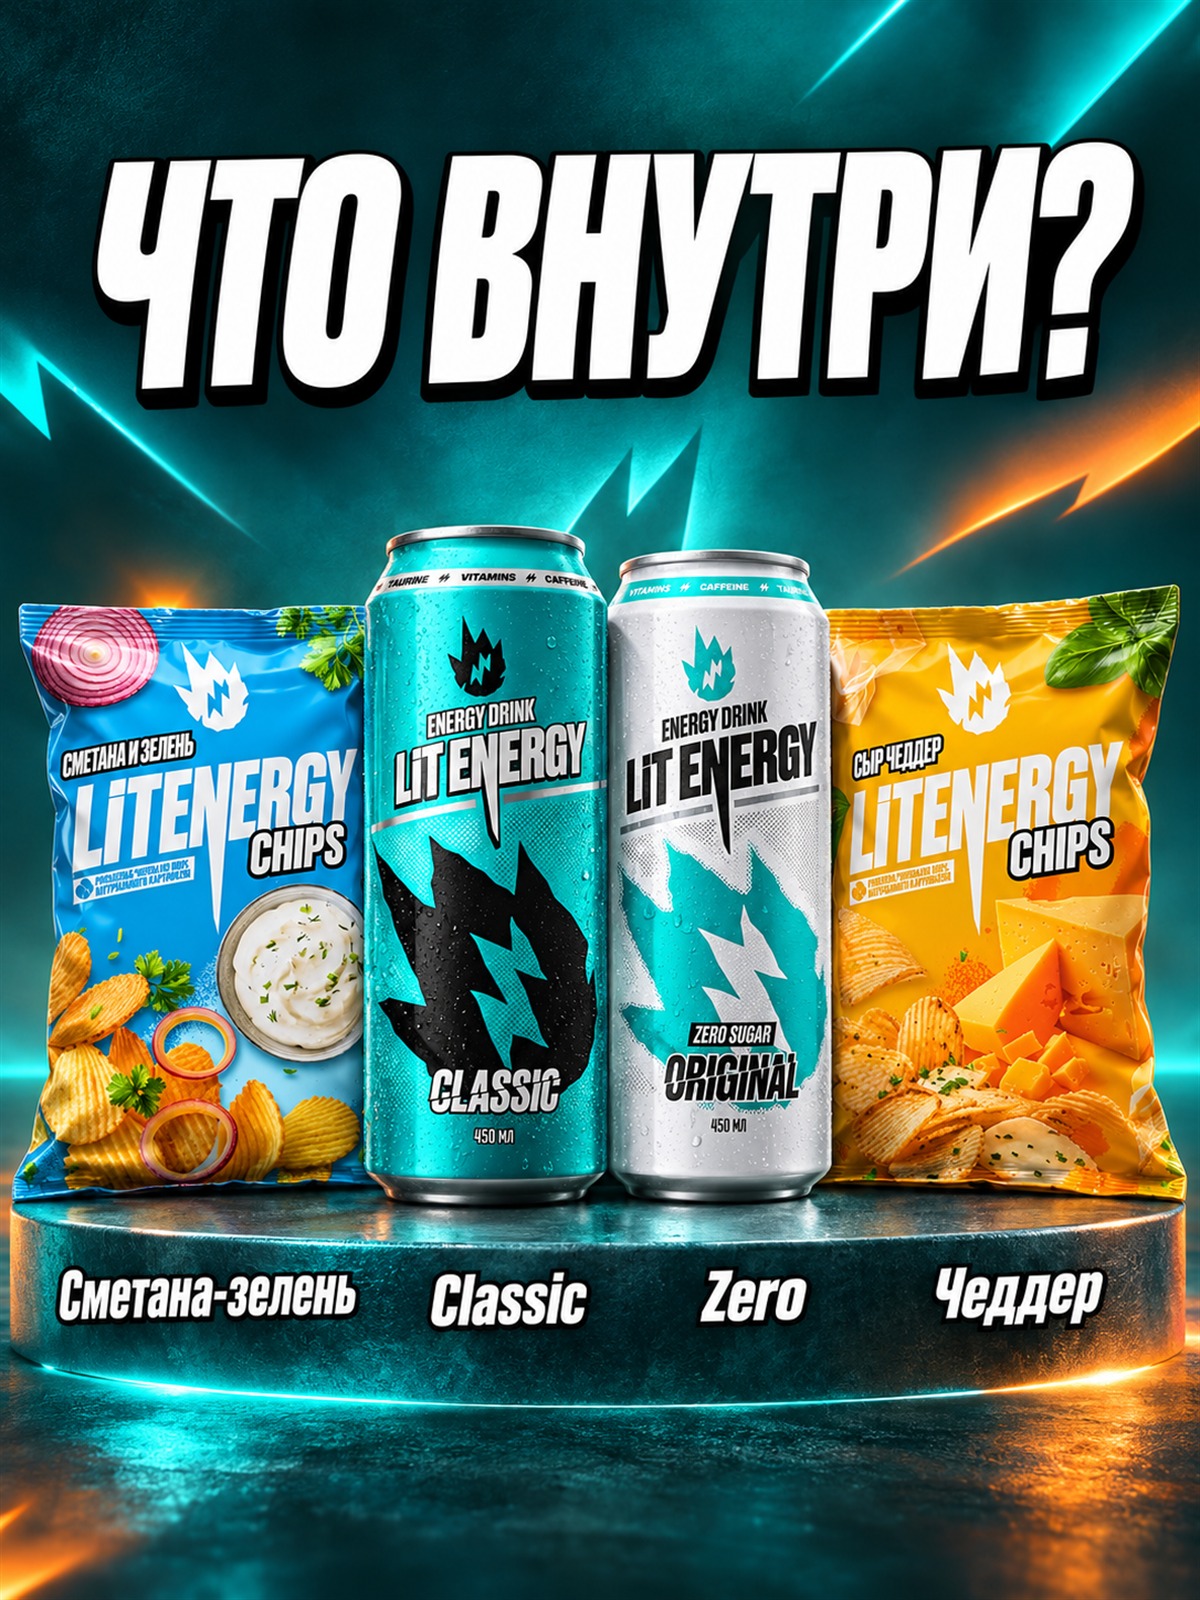 ЧТО ВНУТРИ?
СМЕТАНА И ЗЕЛЕНЬ
LITENERGY
CHIPS
TAURINE VITAMINS CAFFEINE
ENERGY DRINK
LIT ENERGY
CLASSIC
450 МЛ
VITAMINS CAFFEINE
ENERGY DRINK
LIT ENERGY
ZERO SUGAR
ORIGINAL
450 МЛ
СЫР ЧЕДДЕР
LITENERGY
CHIPS
Сметана-зелень
Classic
Zero
Чеддер